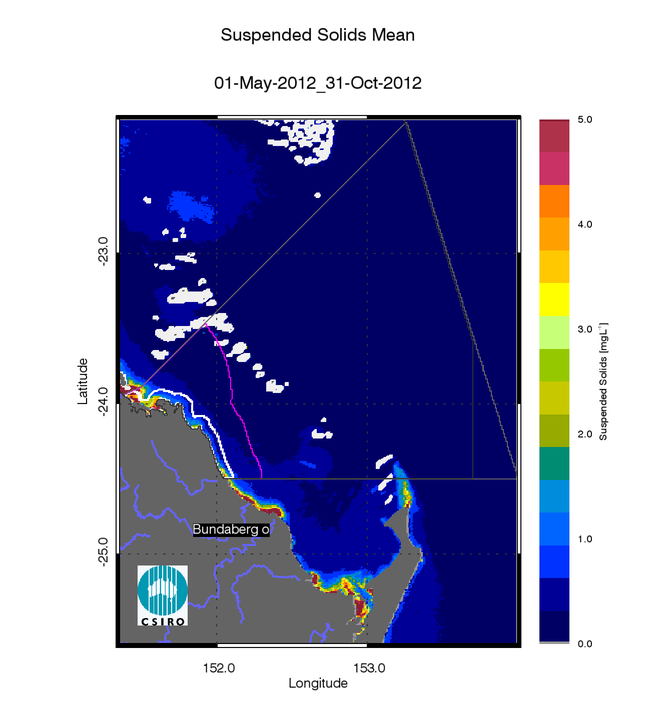 Suspended Solids Mean
01-May-2012_31-Oct-2012
5.0
4.0
3.0
2.0
1.0
0.0
Suspended Solids [mgL⁻¹]
-23.0
-24.0
-25.0
Latitude
Bundaberg o
CSIRO
152.0
153.0
Longitude